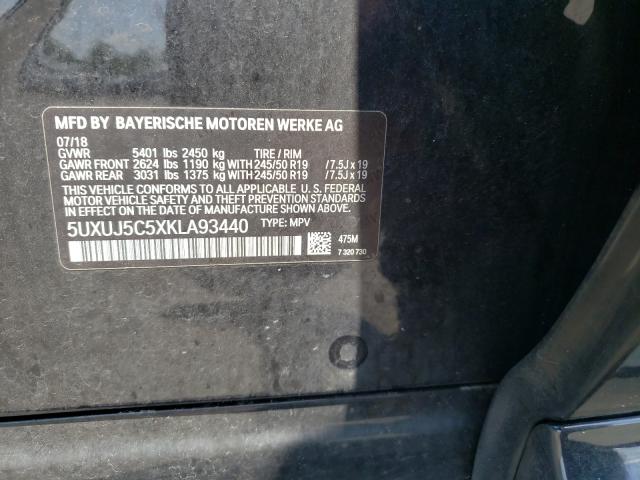 MFD BY BAYERISCHE MOTOREN WERKE AG
07/18
GVWR 5401 lbs 2450 kg TIRE / RIM
GAWR FRONT 2624 lbs 1190 kg WITH 245/50 R19 /7.5J x 19
GAWR REAR 3031 lbs 1375 kg WITH 245/50 R19 /7.5J x 19
THIS VEHICLE CONFORMS TO ALL APPLICABLE U. S. FEDERAL
MOTOR VEHICLE SAFETY AND THEFT PREVENTION STANDARDS
IN EFFECT ON THE DATE OF MANUFACTURE SHOWN ABOVE.
5UXUJ5C5XKLA93440 TYPE: MPV
475M
7 320 730